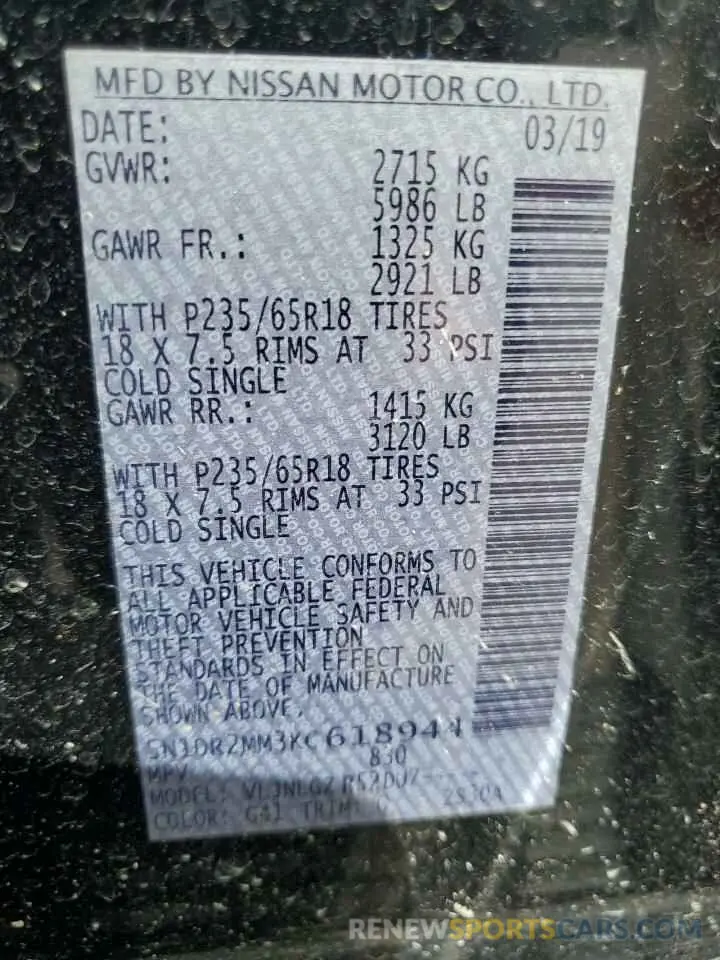 MFD BY NISSAN MOTOR CO., LTD.
DATE: 03/19
GVWR: 2715 KG
5986 LB
GAWR FR.: 1325 KG
2921 LB
WITH P235/65R18 TIRES
18 X 7.5 RIMS AT 33 PSI
COLD SINGLE
GAWR RR.: 1415 KG
3120 LB
WITH P235/65R18 TIRES
18 X 7.5 RIMS AT 33 PSI
COLD SINGLE
THIS VEHICLE CONFORMS TO
ALL APPLICABLE FEDERAL
MOTOR VEHICLE SAFETY AND
THEFT PREVENTION
STANDARDS IN EFFECT ON
THE DATE OF MANUFACTURE
SHOWN ABOVE.
5N1DR2MM3KC618944
830
MPV
MODEL:
COLOR: G41 TRIM:
RENEWSPORTSCARS.COM